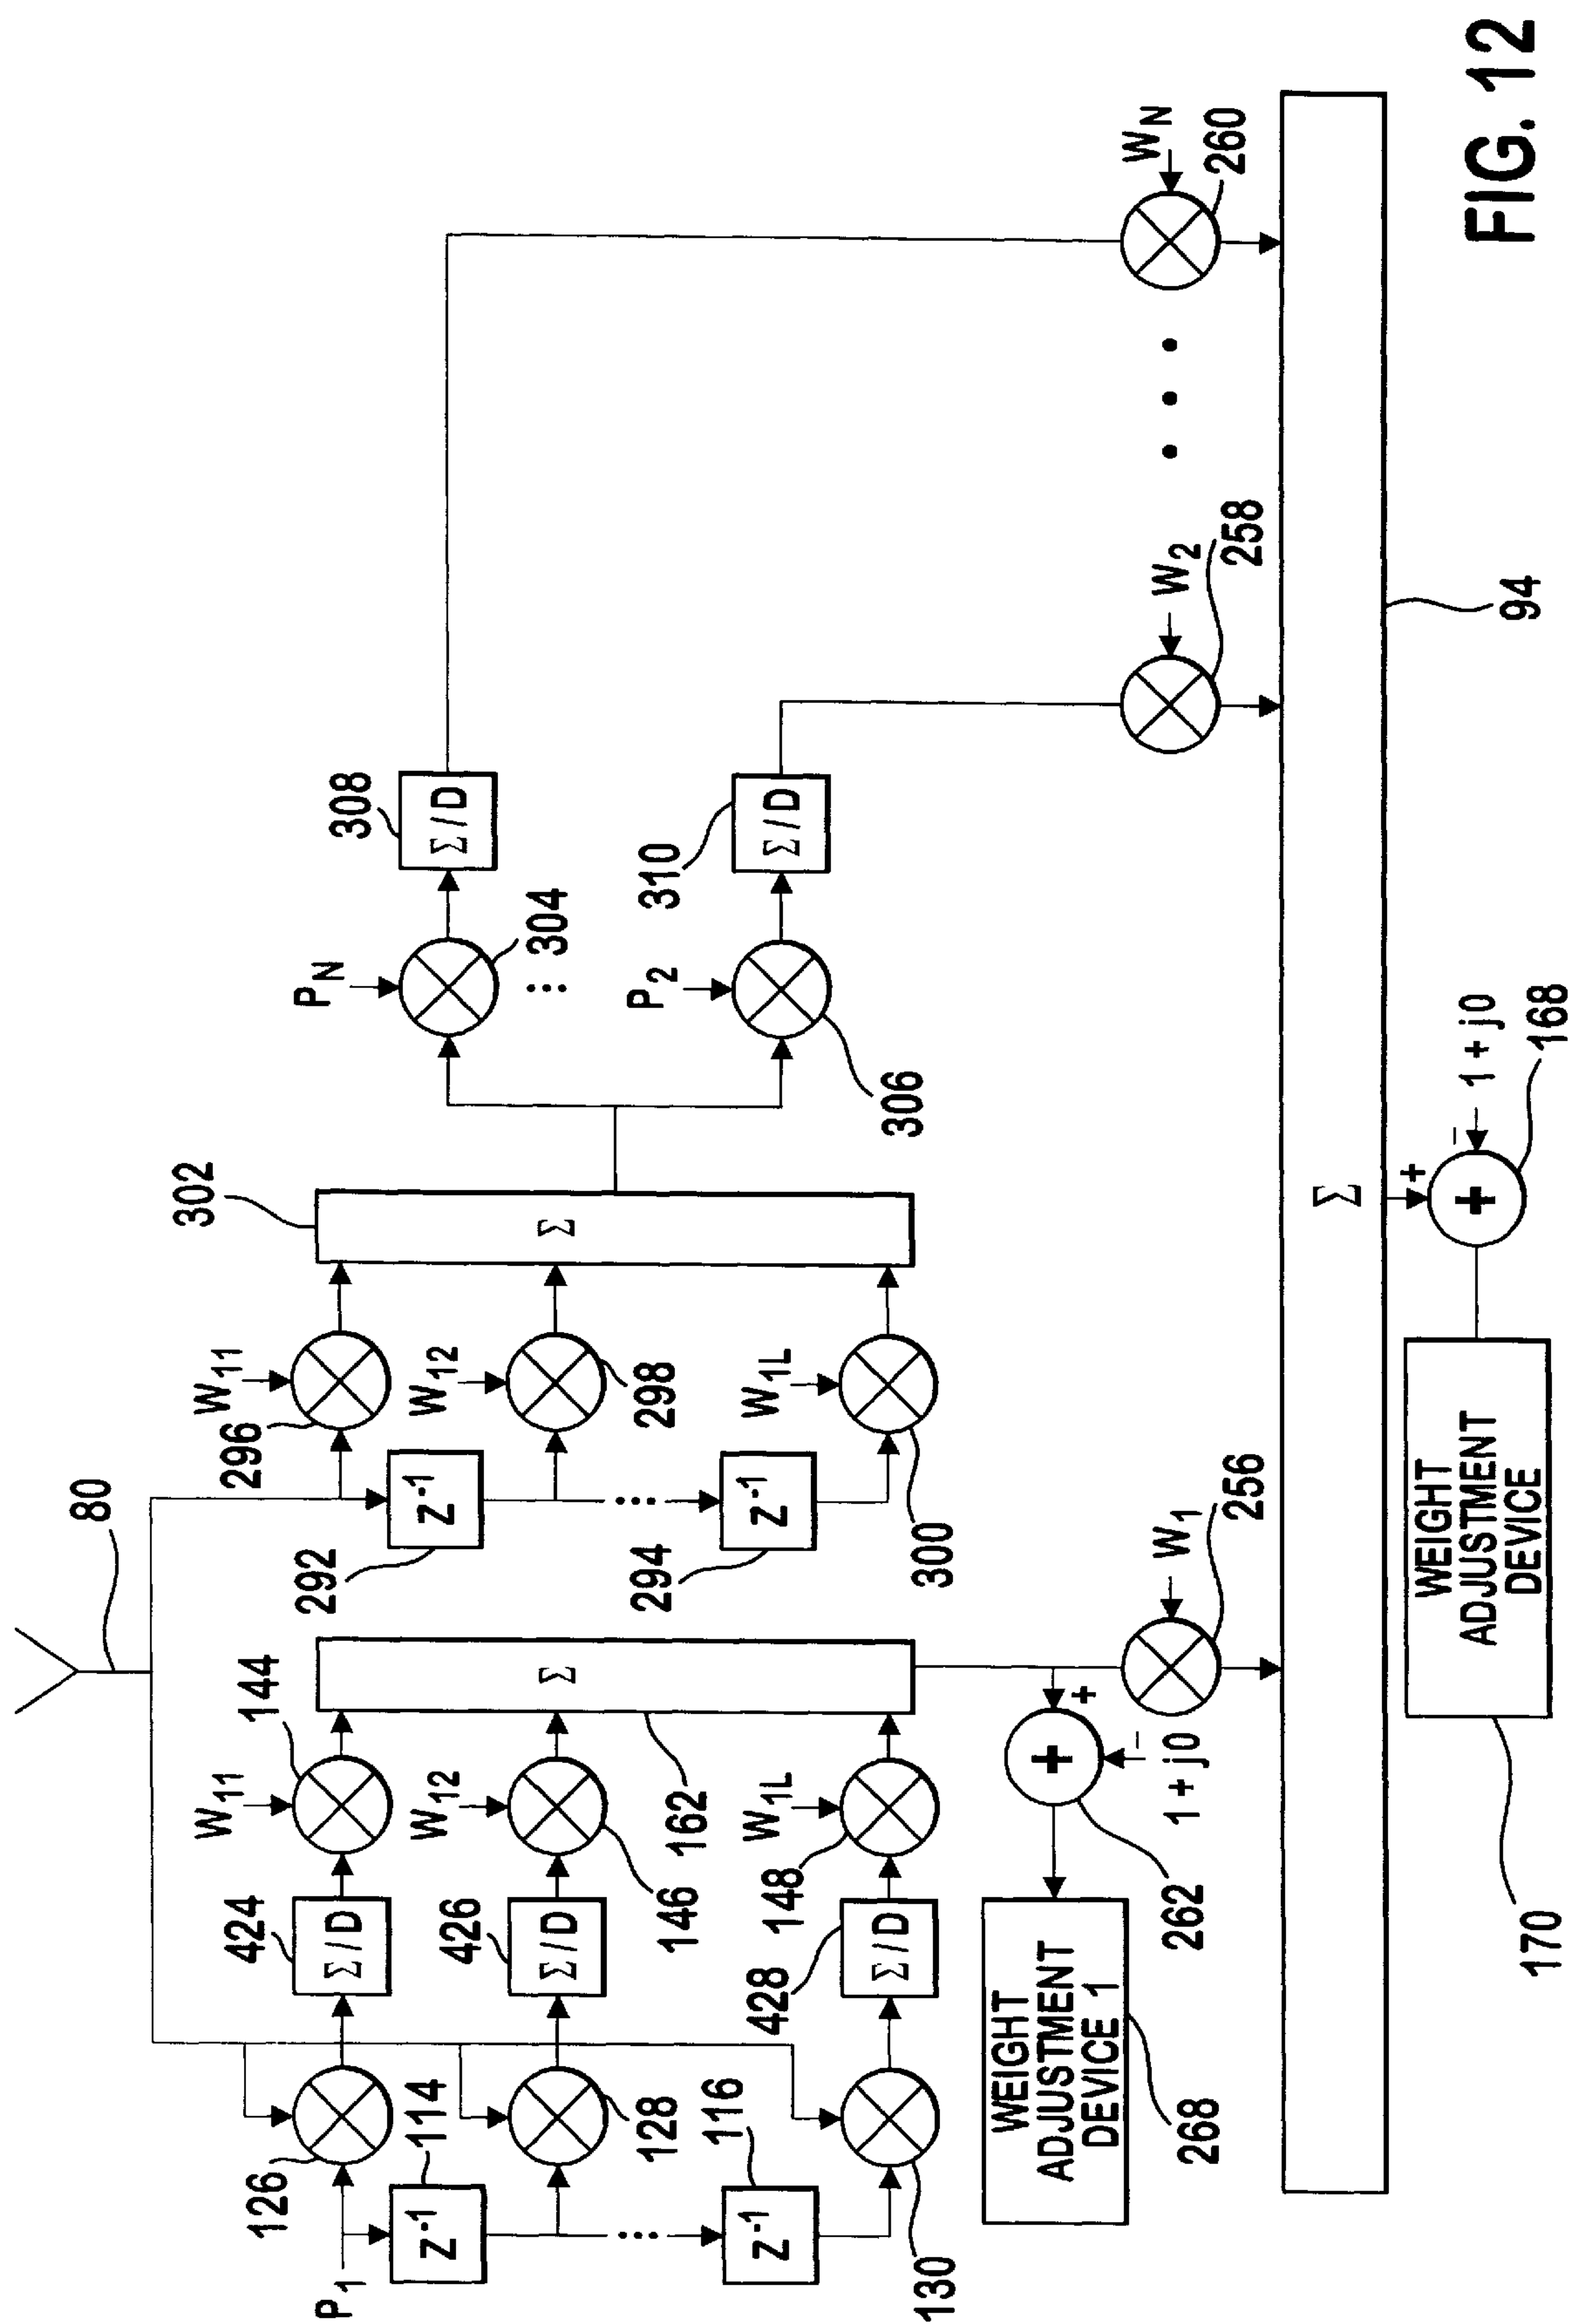 80
P1
126
Z-1
114
128
Z-1
116
130
424
Σ/D
426
Σ/D
428
Σ/D
W11
144
W12
146
W1L
148
Σ
162
292
Z-1
294
Z-1
W11
296
W12
298
W1L
300
302
Σ
PN
304
P2
306
308
Σ/D
310
Σ/D
WEIGHT
ADJUSTMENT
DEVICE 1
268
+
+
−
1 + j0
262
W1
256
W2
258
WN
260
Σ
94
+
+
−
1 + j0
168
WEIGHT
ADJUSTMENT
DEVICE
170
FIG. 12